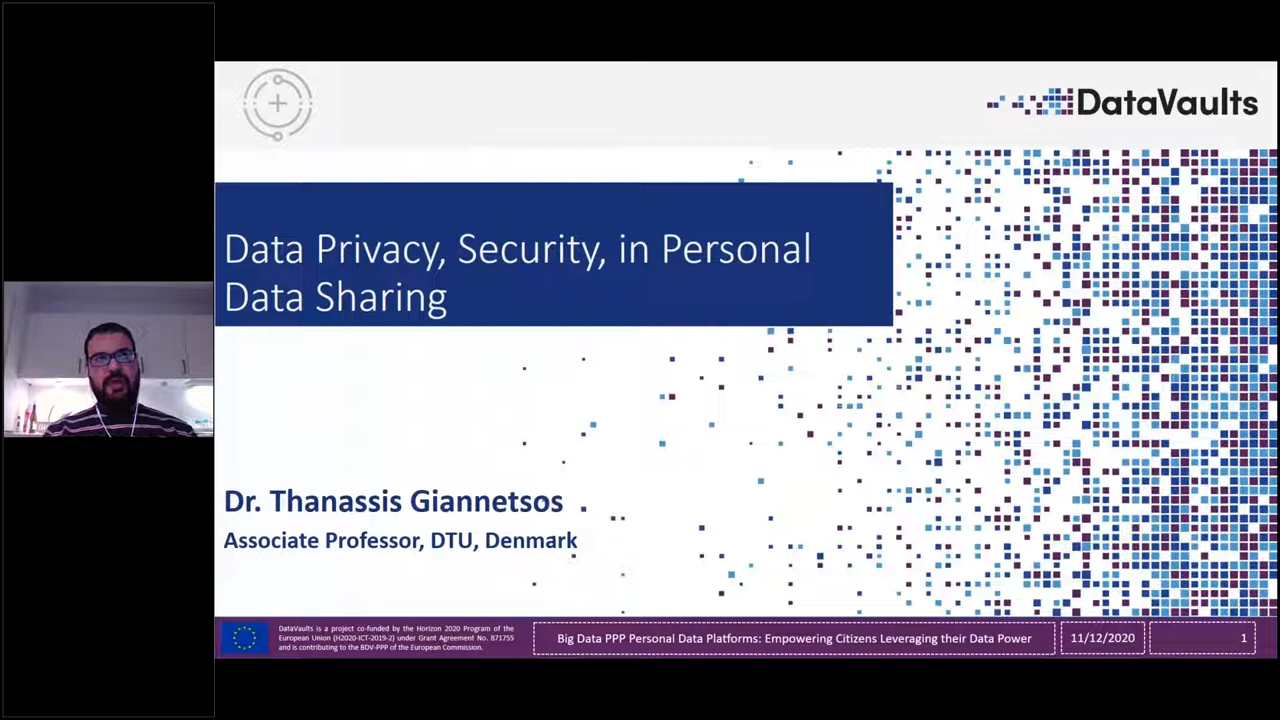 DataVaults
Data Privacy, Security, in Personal
Data Sharing
Dr. Thanassis Giannetsos
Associate Professor, DTU, Denmark
DataVaults is a project co-funded by the Horizon 2020 Program of the
European Union (H2020-ICT-2019-2) under Grant Agreement No. 871755
and is contributing to the BDV-PPP of the European Commission.
Big Data PPP Personal Data Platforms: Empowering Citizens Leveraging their Data Power
11/12/2020
1